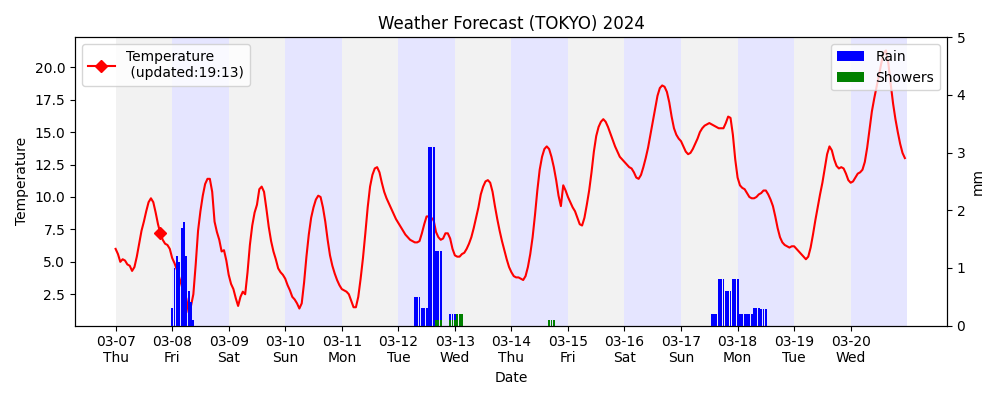 Weather Forecast (TOKYO) 2024
Temperature
(updated:19:13)
Rain
Showers
20.0
17.5
15.0
12.5
10.0
7.5
5.0
2.5
Temperature
5
4
3
2
1
0
mm
03-07 03-08 03-09 03-10 03-11 03-12 03-13 03-14 03-15 03-16 03-17 03-18 03-19 03-20
Thu Fri Sat Sun Mon Tue Wed Thu Fri Sat Sun Mon Tue Wed
Date